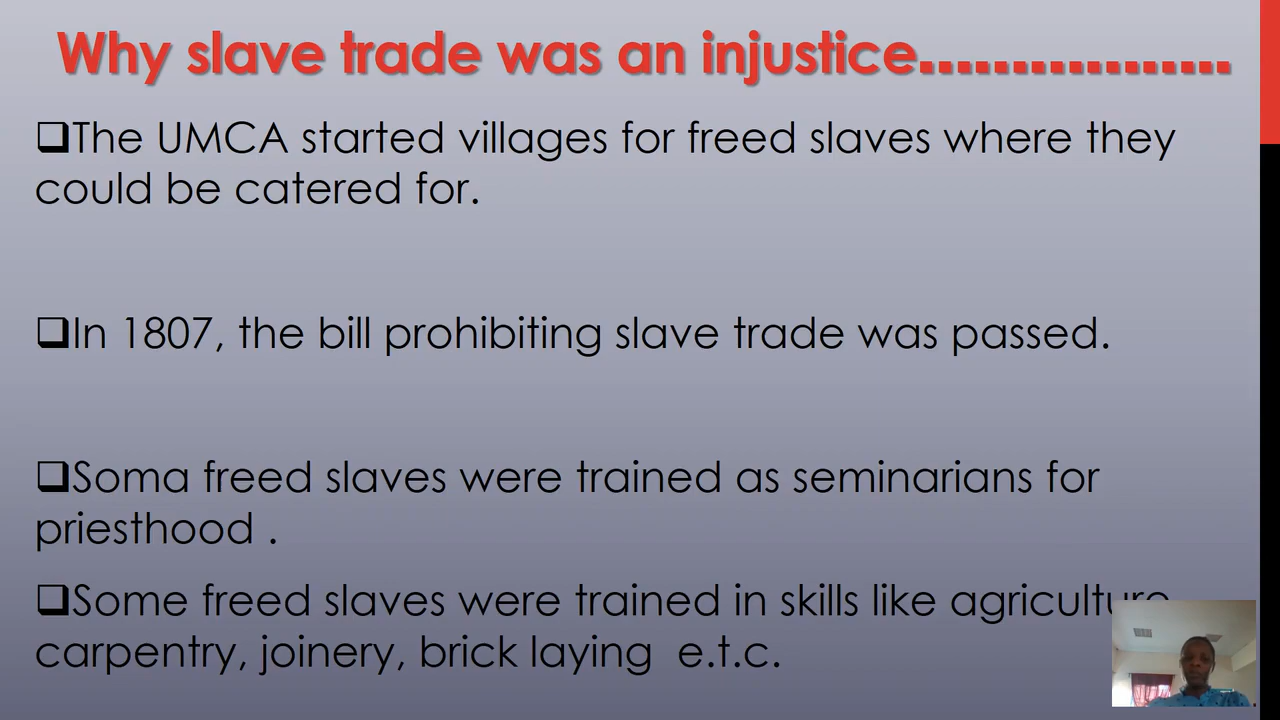 Why slave trade was an injustice.................
❑The UMCA started villages for freed slaves where they
could be catered for.
❑In 1807, the bill prohibiting slave trade was passed.
❑Soma freed slaves were trained as seminarians for
priesthood .
❑Some freed slaves were trained in skills like agriculture
carpentry, joinery, brick laying  e.t.c.